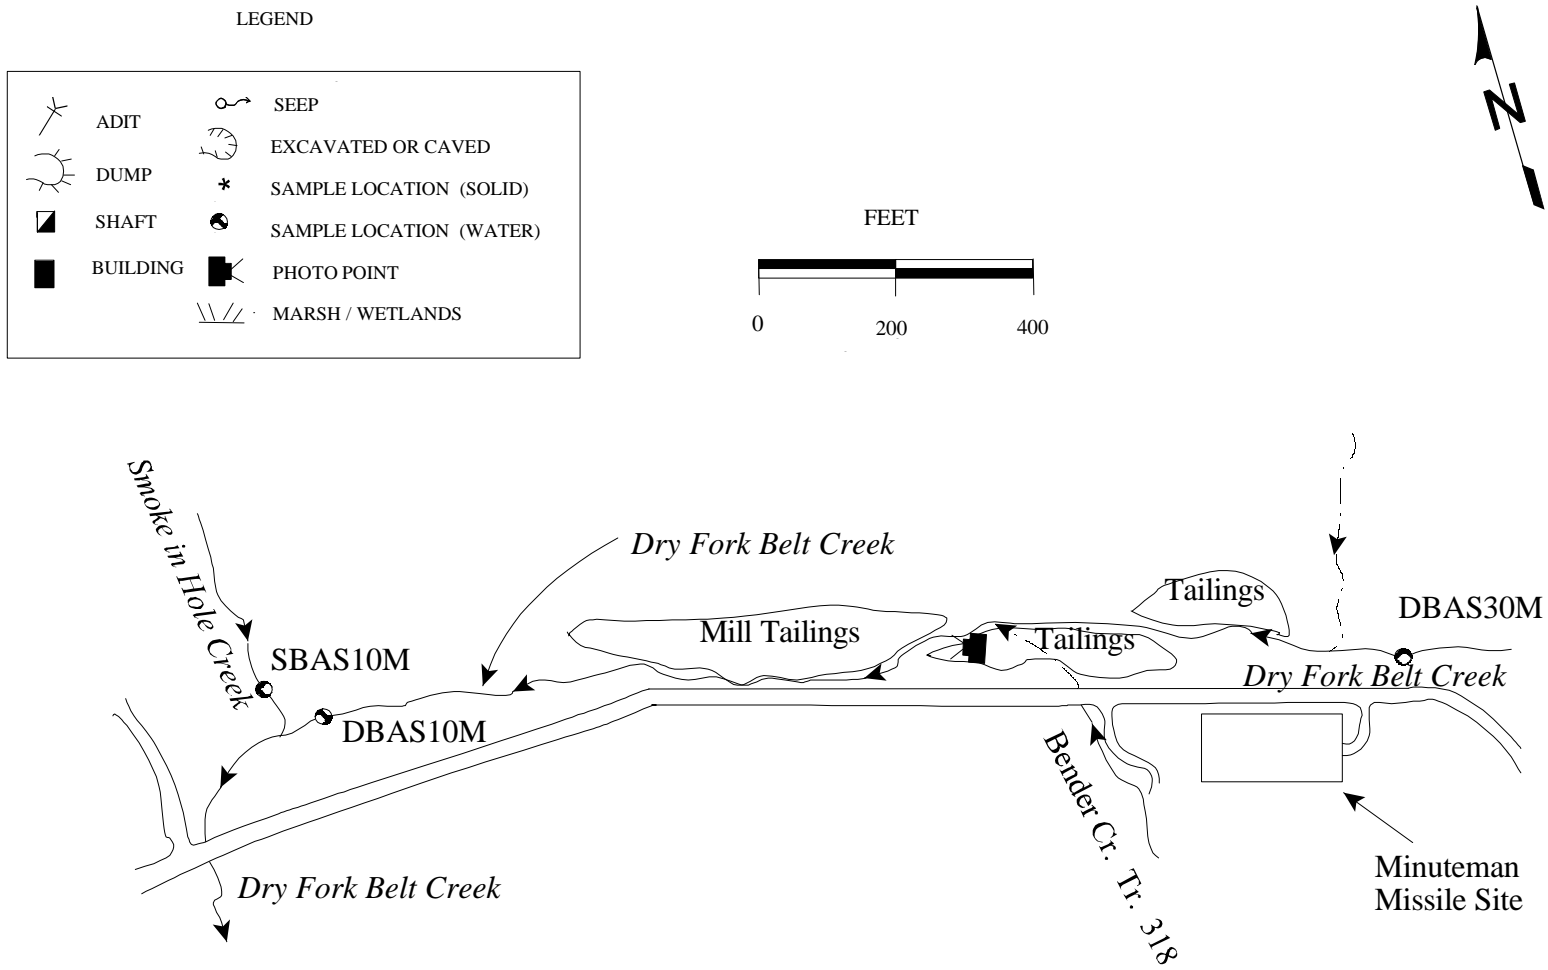 LEGEND
ADIT
DUMP
SHAFT
BUILDING
SEEP
EXCAVATED OR CAVED
SAMPLE LOCATION (SOLID)
SAMPLE LOCATION (WATER)
PHOTO POINT
MARSH / WETLANDS
N
FEET
0 200 400
Smoke in Hole Creek
Dry Fork Belt Creek
Tailings
DBAS30M
Mill Tailings
Tailings
SBAS10M
Dry Fork Belt Creek
DBAS10M
Bender Cr. Tr. 318
Minuteman
Missile Site
Dry Fork Belt Creek